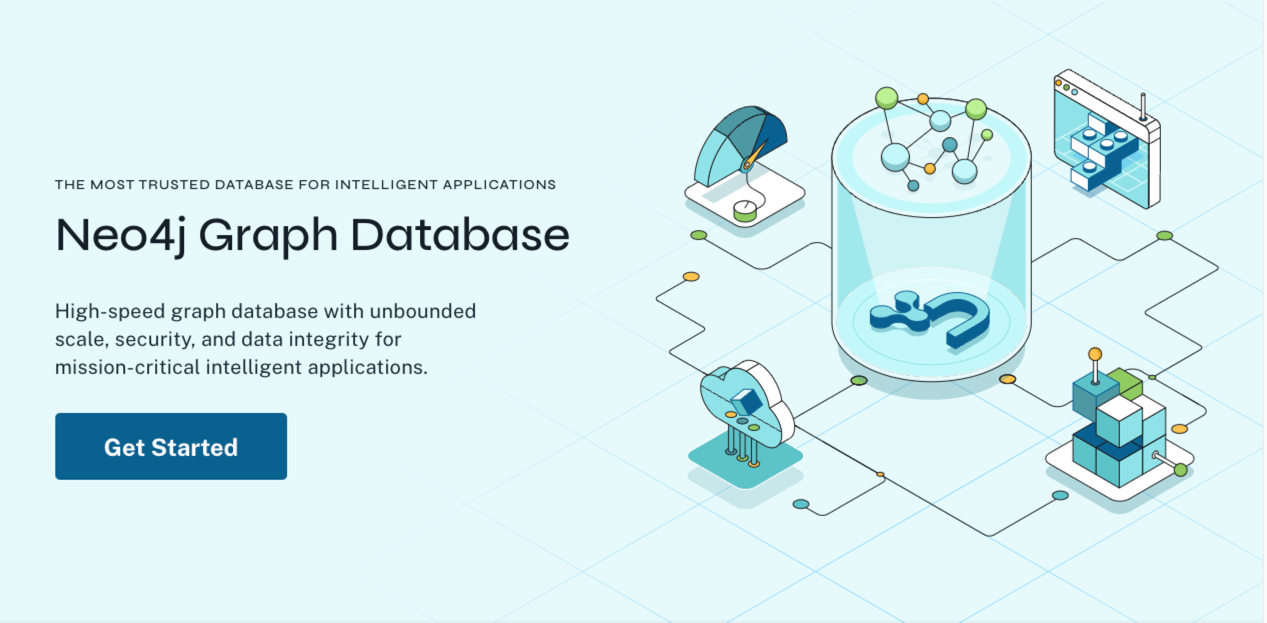 THE MOST TRUSTED DATABASE FOR INTELLIGENT APPLICATIONS
Neo4j Graph Database
High-speed graph database with unbounded
scale, security, and data integrity for
mission-critical intelligent applications.
Get Started